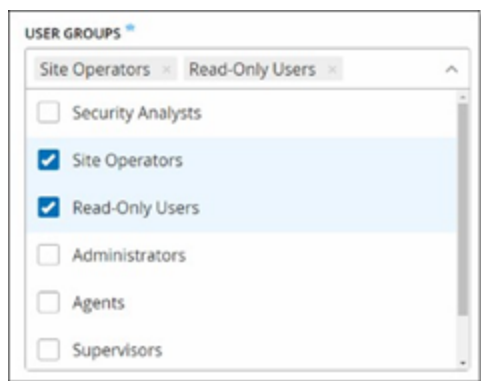 USER GROUPS *
Site Operators × Read-Only Users ×
Security Analysts
Site Operators
Read-Only Users
Administrators
Agents
Supervisors